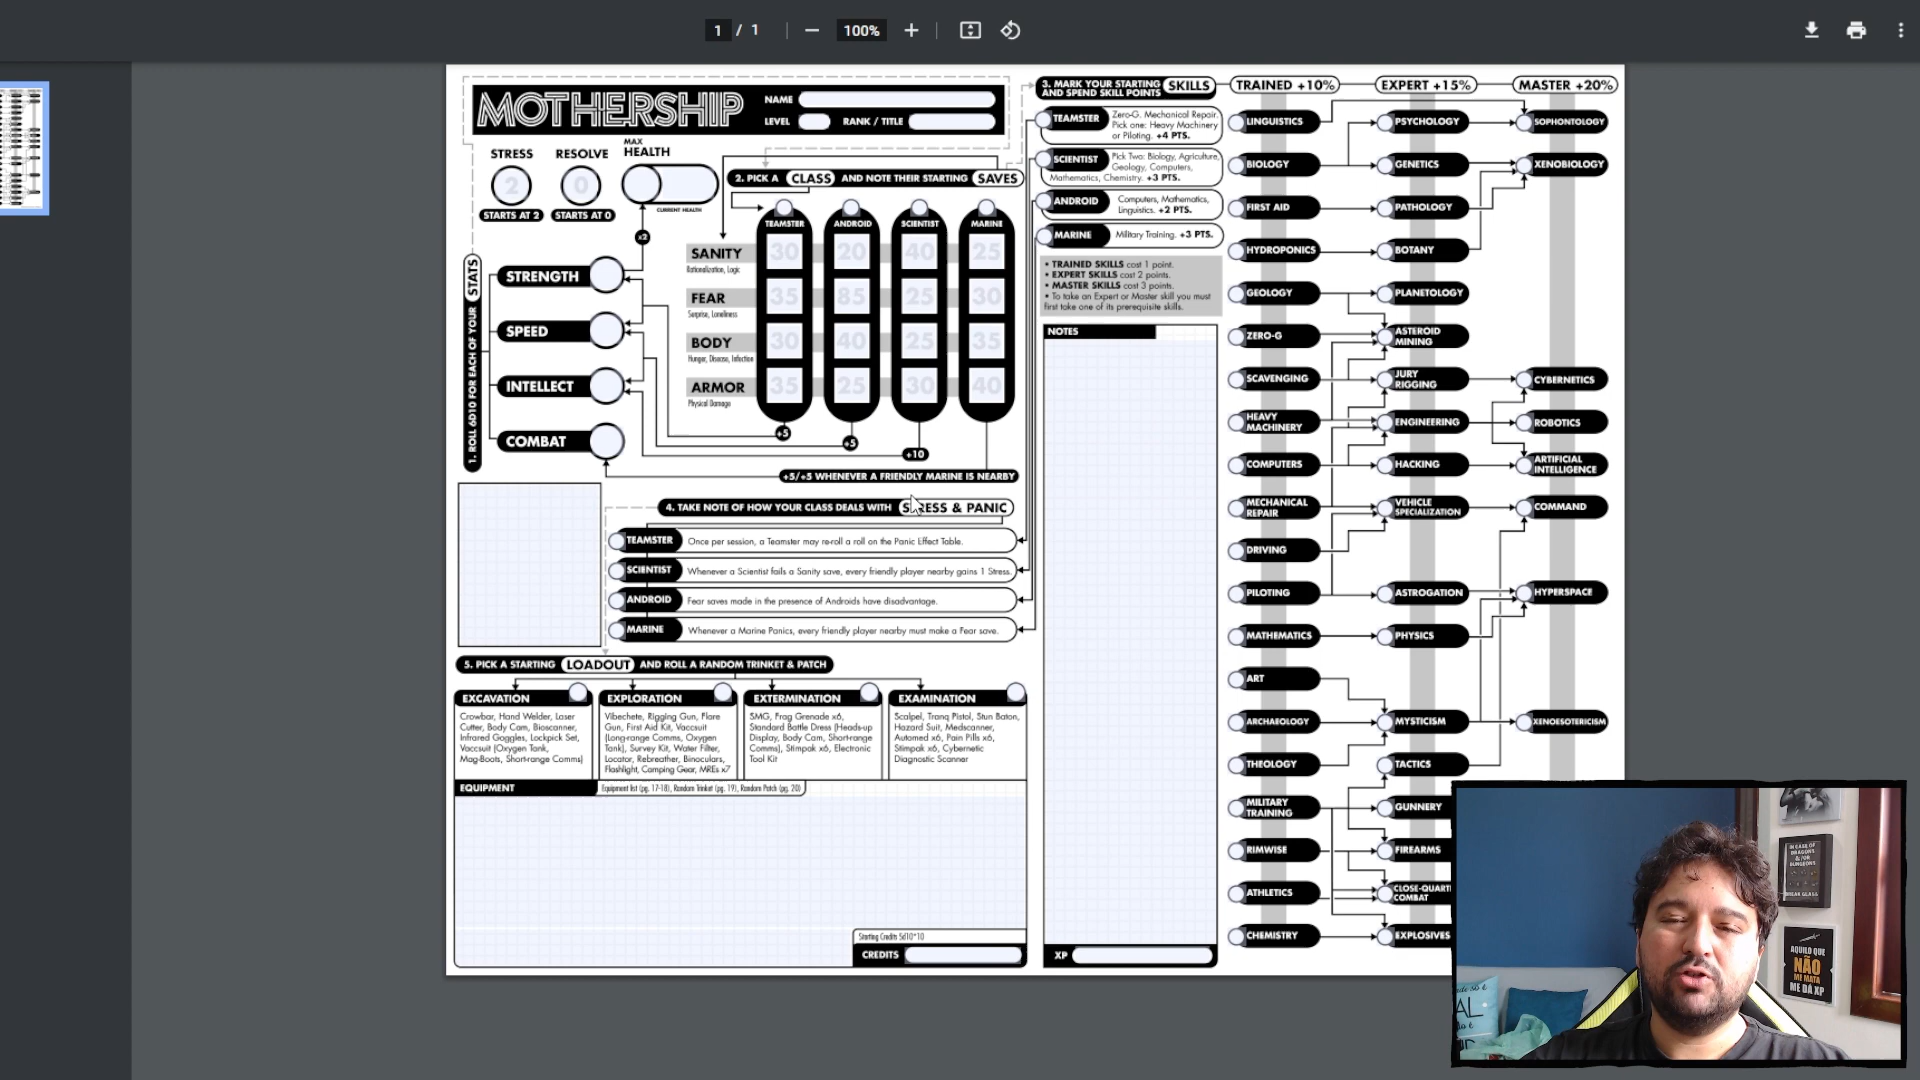 1 / 1
100%
MOTHERSHIP
NAME
LEVEL
RANK / TITLE
STRESS
RESOLVE
MAX
HEALTH
2
0
STARTS AT 2
STARTS AT 0
CURRENT HEALTH
x2
1. ROLL 6D10 FOR EACH OF YOUR STATS
STRENGTH
SPEED
INTELLECT
COMBAT
2. PICK A CLASS AND NOTE THEIR STARTING SAVES
TEAMSTER
ANDROID
SCIENTIST
MARINE
SANITY
Rationalization, Logic
30
20
40
25
FEAR
Surprise, Loneliness
35
85
25
30
BODY
Hunger, Disease, Infection
30
40
25
35
ARMOR
Physical Damage
35
25
30
40
+5
+5
+10
+5/+5 WHENEVER A FRIENDLY MARINE IS NEARBY
4. TAKE NOTE OF HOW YOUR CLASS DEALS WITH STRESS & PANIC
TEAMSTER
Once per session, a Teamster may re-roll a roll on the Panic Effect Table.
SCIENTIST
Whenever a Scientist fails a Sanity save, every friendly player nearby gains 1 Stress.
ANDROID
Fear saves made in the presence of Androids have disadvantage.
MARINE
Whenever a Marine Panics, every friendly player nearby must make a Fear save.
5. PICK A STARTING LOADOUT AND ROLL A RANDOM TRINKET & PATCH
EXCAVATION
Crowbar, Hand Welder, Laser
Cutter, Body Cam, Bioscanner,
Infrared Goggles, Lockpick Set,
Vaccsuit (Oxygen Tank,
Mag-Boots, Short-range Comms)
EXPLORATION
Vibechete, Rigging Gun, Flare
Gun, First Aid Kit, Vaccsuit
(Long-range Comms, Oxygen
Tank), Survey Kit, Water Filter,
Locator, Rebreather, Binoculars,
Flashlight, Camping Gear, MREs x7
EXTERMINATION
SMG, Frag Grenade x6,
Standard Battle Dress (Heads-up
Display, Body Cam, Short-range
Comms), Stimpak x6, Electronic
Tool Kit
EXAMINATION
Scalpel, Tranq Pistol, Stun Baton,
Hazard Suit, Medscanner,
Automed x6, Pain Pills x6,
Stimpak x6, Cybernetic
Diagnostic Scanner
EQUIPMENT
Equipment list (pg. 17-18), Random Trinket (pg. 19), Random Patch (pg. 20)
Starting Credits 5d10*10
CREDITS
3. MARK YOUR STARTING
AND SPEND SKILL POINTS
SKILLS
TEAMSTER
Zero-G. Mechanical Repair.
Pick one: Heavy Machinery
or Piloting. +4 PTS.
SCIENTIST
Pick Two: Biology, Agriculture,
Geology, Computers,
Mathematics, Chemistry. +3 PTS.
ANDROID
Computers, Mathematics,
Linguistics. +2 PTS.
MARINE
Military Training. +3 PTS.
• TRAINED SKILLS cost 1 point.
• EXPERT SKILLS cost 2 points.
• MASTER SKILLS cost 3 points.
• To take an Expert or Master skill you must
first take one of its prerequisite skills.
NOTES
XP
TRAINED +10%
EXPERT +15%
MASTER +20%
LINGUISTICS
PSYCHOLOGY
SOPHONTOLOGY
BIOLOGY
GENETICS
XENOBIOLOGY
FIRST AID
PATHOLOGY
HYDROPONICS
BOTANY
GEOLOGY
PLANETOLOGY
ZERO-G
ASTEROID
MINING
SCAVENGING
JURY
RIGGING
CYBERNETICS
HEAVY
MACHINERY
ENGINEERING
ROBOTICS
COMPUTERS
HACKING
ARTIFICIAL
INTELLIGENCE
MECHANICAL
REPAIR
VEHICLE
SPECIALIZATION
COMMAND
DRIVING
PILOTING
ASTROGATION
HYPERSPACE
MATHEMATICS
PHYSICS
ART
ARCHAEOLOGY
MYSTICISM
XENOESOTERICISM
THEOLOGY
TACTICS
MILITARY
TRAINING
GUNNERY
RIMWISE
FIREARMS
ATHLETICS
CLOSE-QUART
COMBAT
CHEMISTRY
EXPLOSIVES
IN CASE OF
DRAGONS
&/OR
DUNGEONS
BREAK GLASS
AQUILO QUE
NÃO
ME MATA
ME DÁ XP